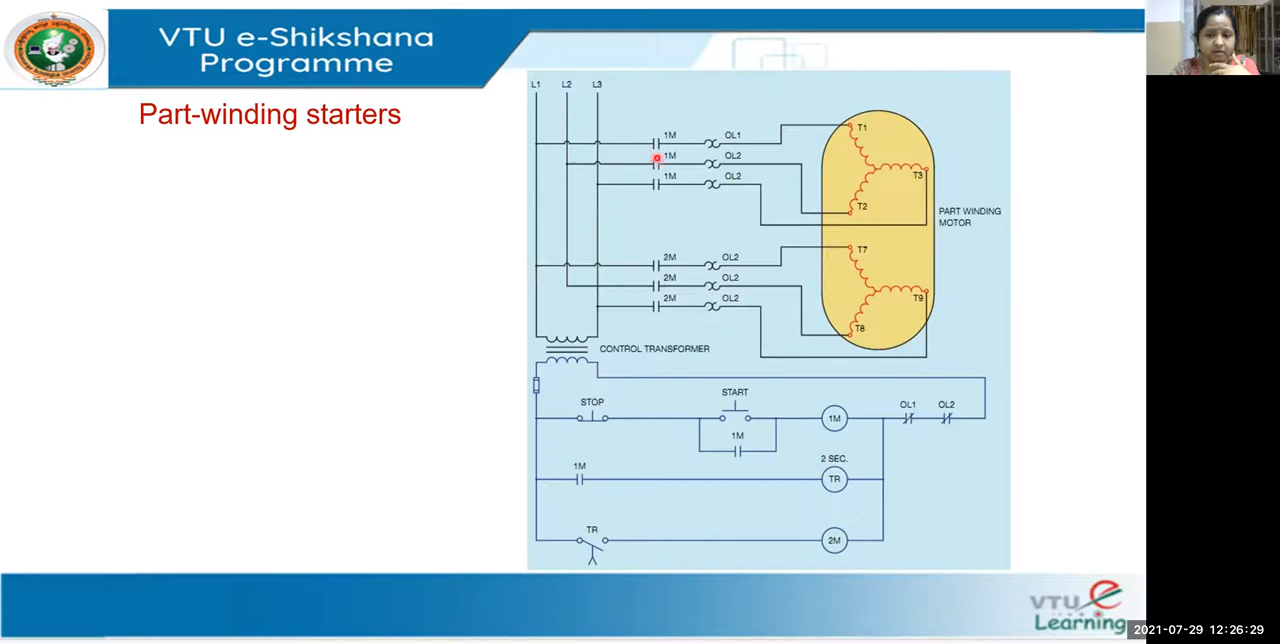 VTU e-Shikshana
Programme
Part-winding starters
L1 L2 L3
1M OL1
1M OL2
1M OL2
T1
T3
T2
PART WINDING
MOTOR
2M OL2
2M OL2
2M OL2
T7
T9
T8
CONTROL TRANSFORMER
STOP START OL1 OL2
1M
1M
2 SEC.
1M
TR
TR
2M
VTU e
Learning
2021-07-29 12:26:29